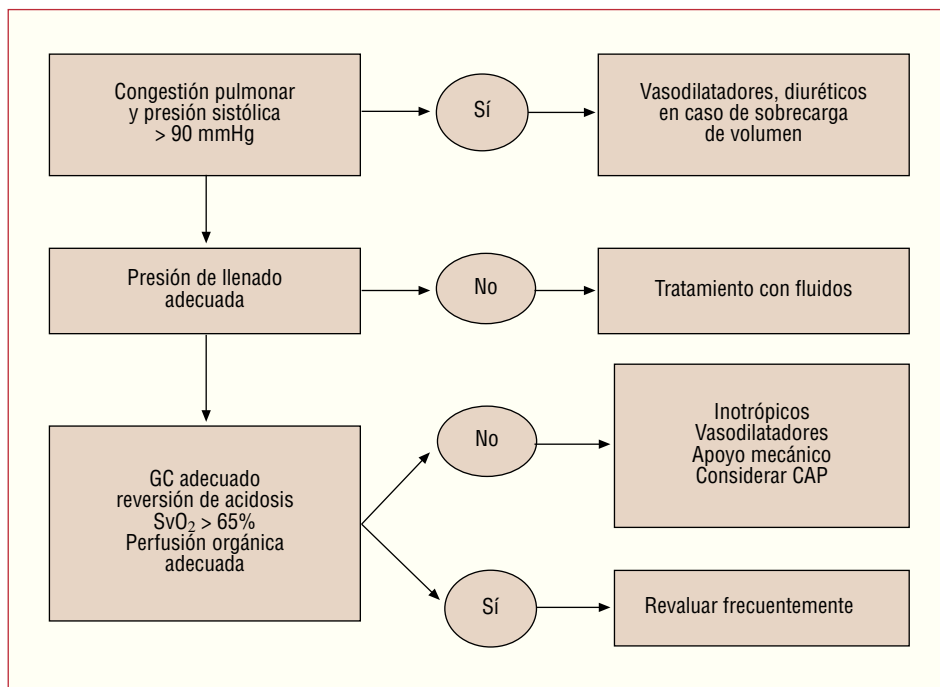 Congestión pulmonar
y presión sistólica
> 90 mmHg
Sí
Vasodilatadores, diuréticos
en caso de sobrecarga
de volumen
Presión de llenado
adecuada
No
Tratamiento con fluidos
GC adecuado
reversión de acidosis
SvO₂ > 65%
Perfusión orgánica
adecuada
No
Inotrópicos
Vasodilatadores
Apoyo mecánico
Considerar CAP
Sí
Revaluar frecuentemente